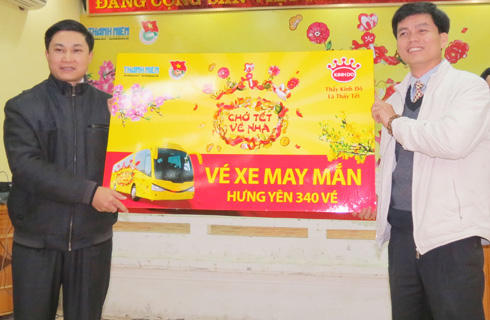 ĐẢNG CỘNG SẢN
THANH NIÊN
THANH NIÊN
KINH DO
Thấy Kinh Đô
Là Thấy Tết
CHỞ TẾT
VỀ NHÀ
VÉ XE MAY MẮN
HƯNG YÊN 340 VÉ